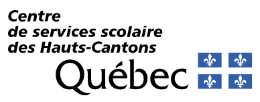 Centre
de services scolaire
des Hauts-Cantons
Québec